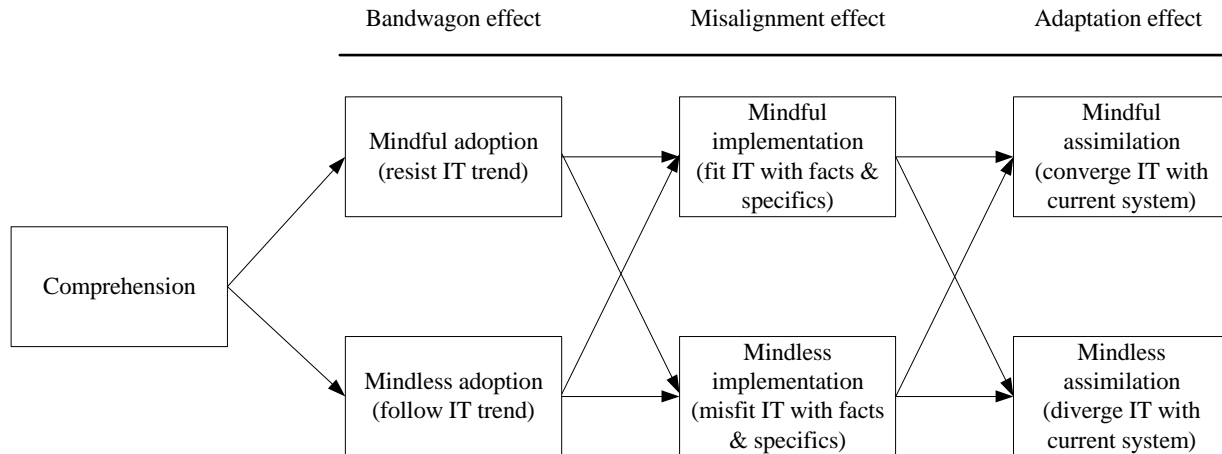 Bandwagon effect
Misalignment effect
Adaptation effect
Mindful adoption
(resist IT trend)
Mindful
implementation
(fit IT with facts &
specifics)
Mindful
assimilation
(converge IT with
current system)
Comprehension
Mindless adoption
(follow IT trend)
Mindless
implementation
(misfit IT with facts
& specifics)
Mindless
assimilation
(diverge IT with
current system)